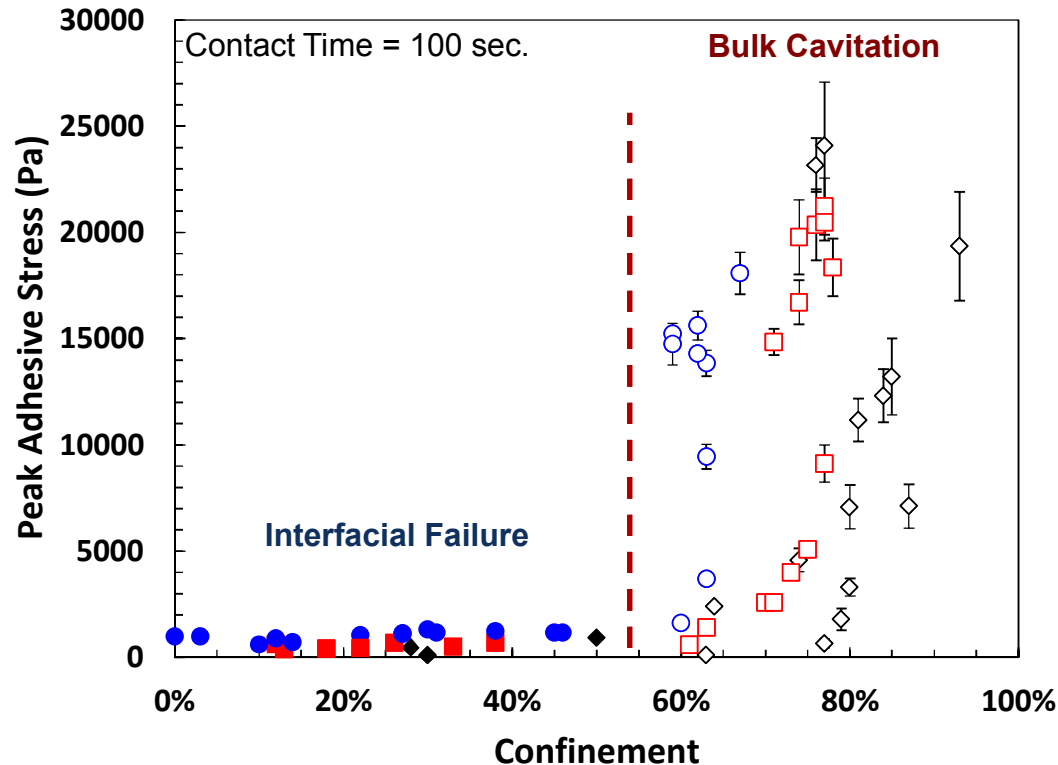 Contact Time = 100 sec.
Bulk Cavitation
Interfacial Failure
Peak Adhesive Stress (Pa)
30000
25000
20000
15000
10000
5000
0
0%
20%
40%
60%
80%
100%
Confinement